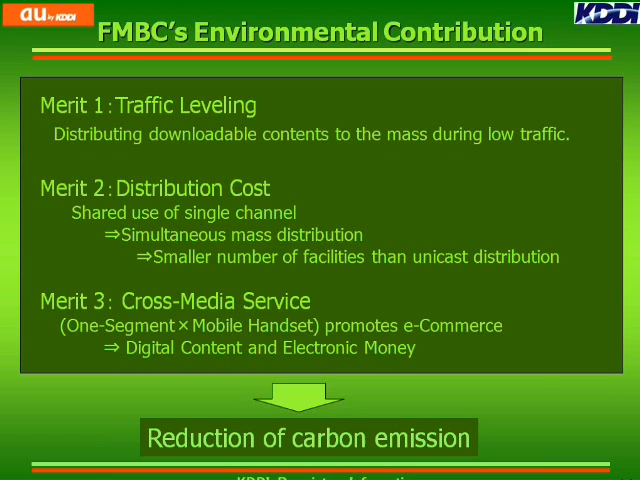 au by KDDI
KDDI
FMBC's Environmental Contribution
Merit 1：Traffic Leveling
Distributing downloadable contents to the mass during low traffic.
Merit 2：Distribution Cost
Shared use of single channel
⇒Simultaneous mass distribution
⇒Smaller number of facilities than unicast distribution
Merit 3： Cross-Media Service
(One-Segment×Mobile Handset) promotes e-Commerce
⇒ Digital Content and Electronic Money
Reduction of carbon emission